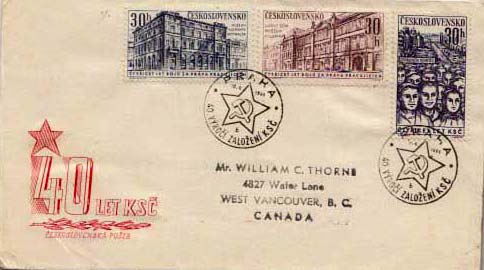 30h ČESKOSLOVENSKO
ČESKOSLOVENSKO 30
ČESKOSLOVENSKO
30h
ČTYŘICET LET BOJŮ ZA PRÁVA PRACUJÍCÍCH
ČTYŘICET LET BOJŮ ZA PRÁVA PRACUJÍCÍCH
LET KSČ
PRAHA
40. VÝROČÍ ZALOŽENÍ KSČ
PRAHA
40. VÝROČÍ ZALOŽENÍ KSČ
Mr. WILLIAM C. THORNE
4827 Water Lane
WEST VANCOUVER, B. C.
CANADA
40 LET KSČ
ČESKOSLOVENSKÁ POŠTA